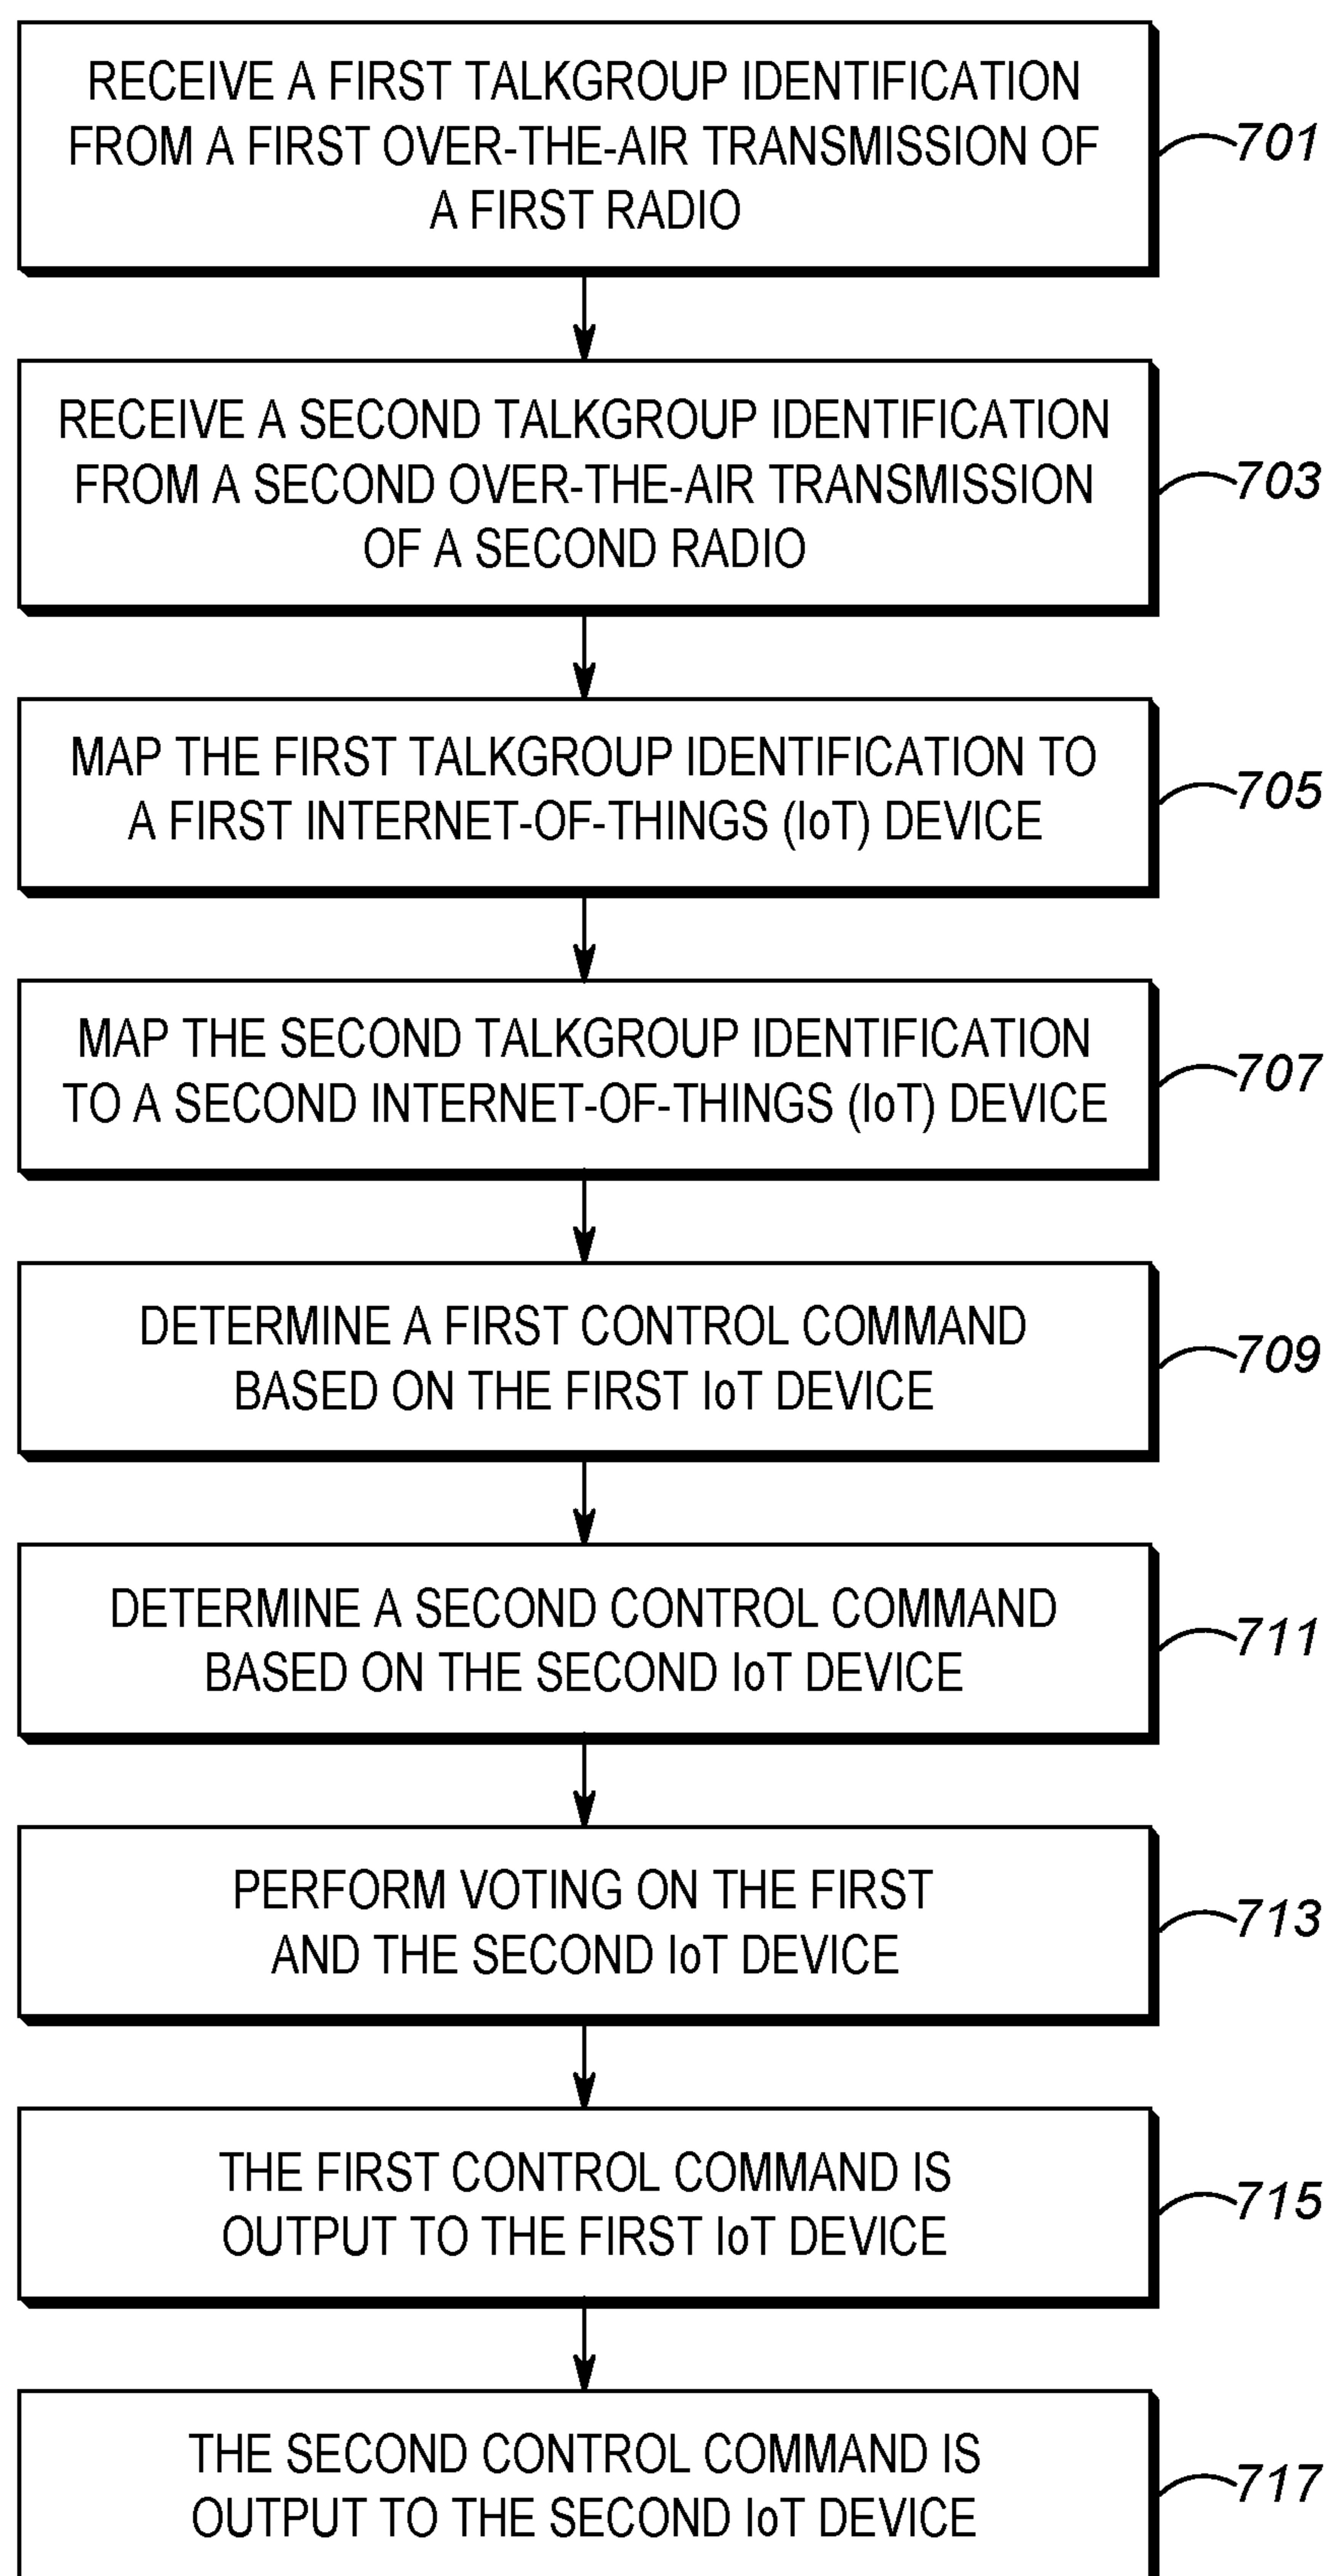 RECEIVE A FIRST TALKGROUP IDENTIFICATION
FROM A FIRST OVER-THE-AIR TRANSMISSION OF
A FIRST RADIO
701
RECEIVE A SECOND TALKGROUP IDENTIFICATION
FROM A SECOND OVER-THE-AIR TRANSMISSION
OF A SECOND RADIO
703
MAP THE FIRST TALKGROUP IDENTIFICATION TO
A FIRST INTERNET-OF-THINGS (IoT) DEVICE
705
MAP THE SECOND TALKGROUP IDENTIFICATION
TO A SECOND INTERNET-OF-THINGS (IoT) DEVICE
707
DETERMINE A FIRST CONTROL COMMAND
BASED ON THE FIRST IoT DEVICE
709
DETERMINE A SECOND CONTROL COMMAND
BASED ON THE SECOND IoT DEVICE
711
PERFORM VOTING ON THE FIRST
AND THE SECOND IoT DEVICE
713
THE FIRST CONTROL COMMAND IS
OUTPUT TO THE FIRST IoT DEVICE
715
THE SECOND CONTROL COMMAND IS
OUTPUT TO THE SECOND IoT DEVICE
717